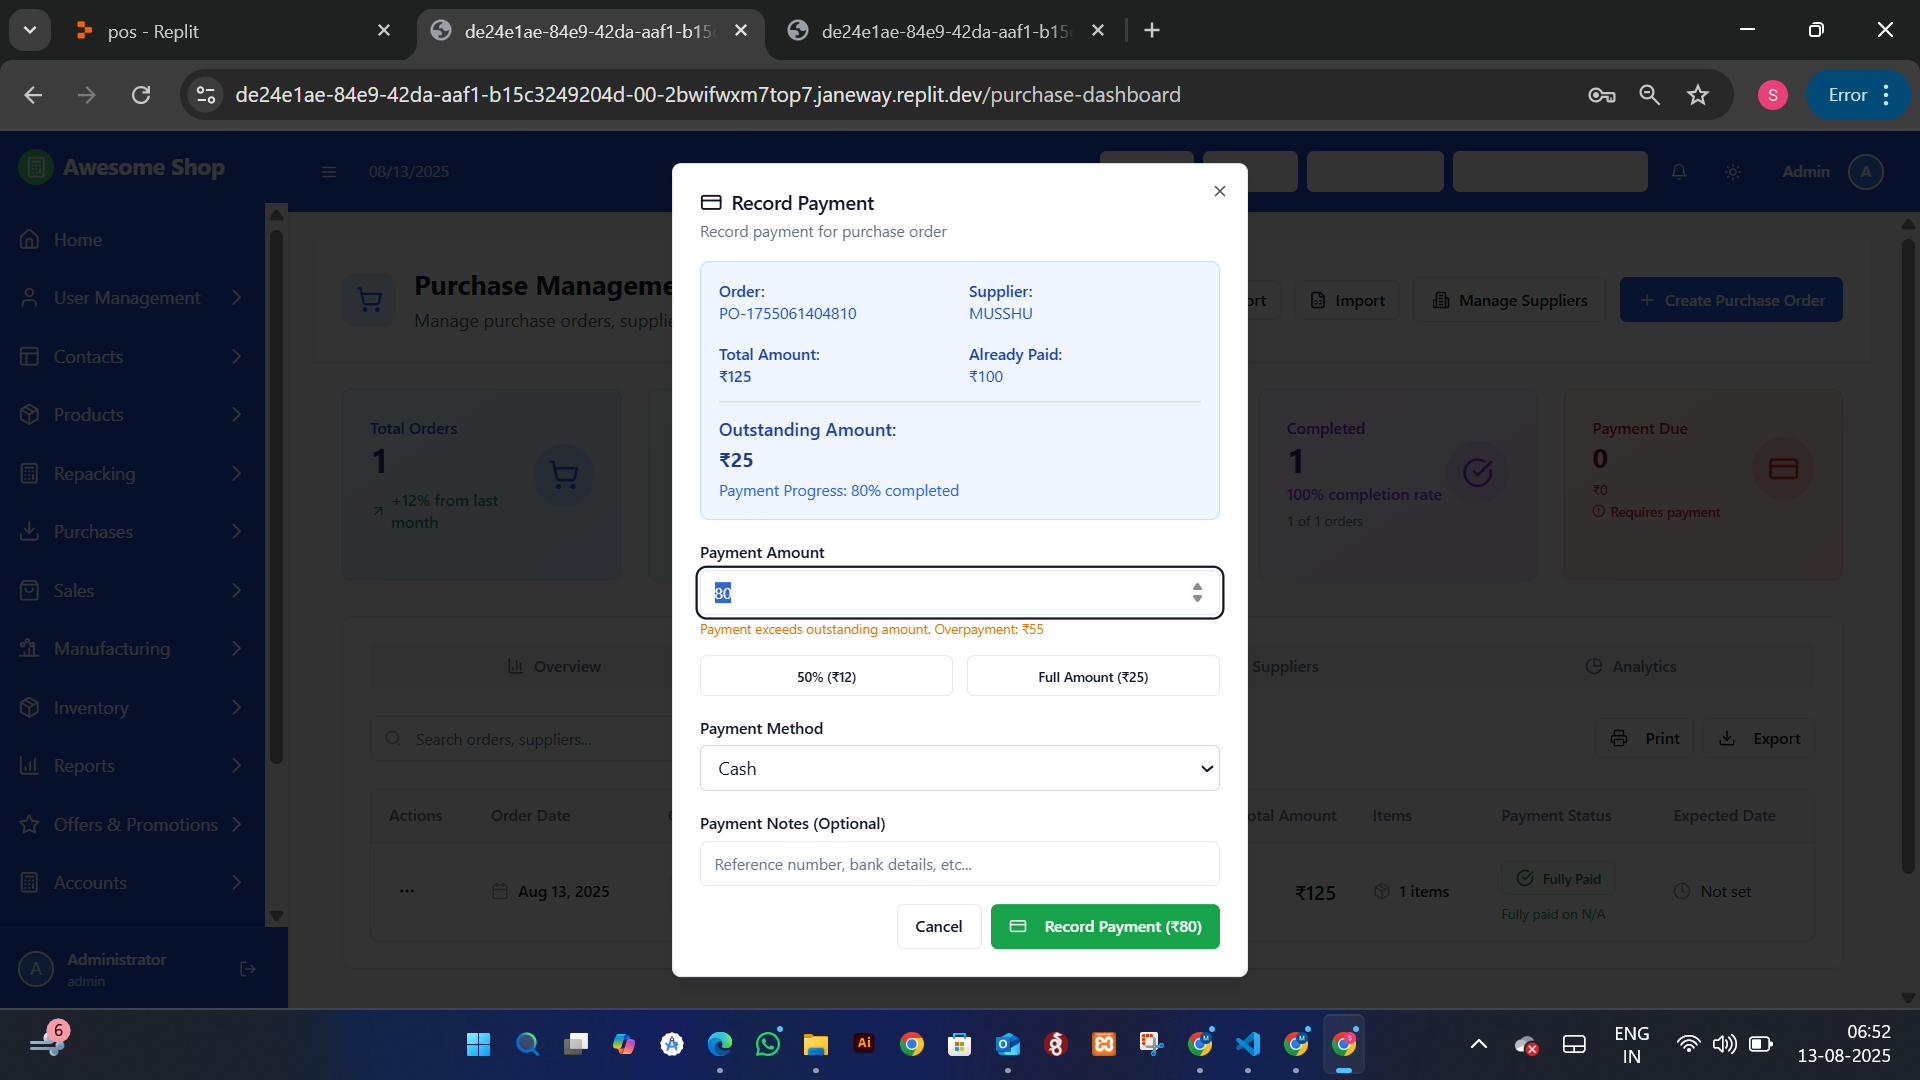 pos - Replit
de24e1ae-84e9-42da-aaf1-b15
de24e1ae-84e9-42da-aaf1-b15
de24e1ae-84e9-42da-aaf1-b15c3249204d-00-2bwifwxm7top7.janeway.replit.dev/purchase-dashboard
S
Error
Awesome Shop
08/13/2025
Admin
A
Home
User Management
Contacts
Products
Repacking
Purchases
Sales
Manufacturing
Inventory
Reports
Offers & Promotions
Accounts
A
Administrator
admin
Purchase Manageme
Manage purchase orders, supplie
ort
Import
Manage Suppliers
Create Purchase Order
Total Orders
1
+12% from last
month
Completed
1
100% completion rate
1 of 1 orders
Payment Due
0
₹0
Requires payment
Overview
Suppliers
Analytics
Search orders, suppliers...
Print
Export
Actions
Order Date
otal Amount
Items
Payment Status
Expected Date
Aug 13, 2025
₹125
1 items
Fully Paid
Fully paid on N/A
Not set
Record Payment
Record payment for purchase order
Order:
PO-1755061404810
Supplier:
MUSSHU
Total Amount:
₹125
Already Paid:
₹100
Outstanding Amount:
₹25
Payment Progress: 80% completed
Payment Amount
80
Payment exceeds outstanding amount. Overpayment: ₹55
50% (₹12)
Full Amount (₹25)
Payment Method
Cash
Payment Notes (Optional)
Reference number, bank details, etc...
Cancel
Record Payment (₹80)
6
Ai
ENG
IN
06:52
13-08-2025